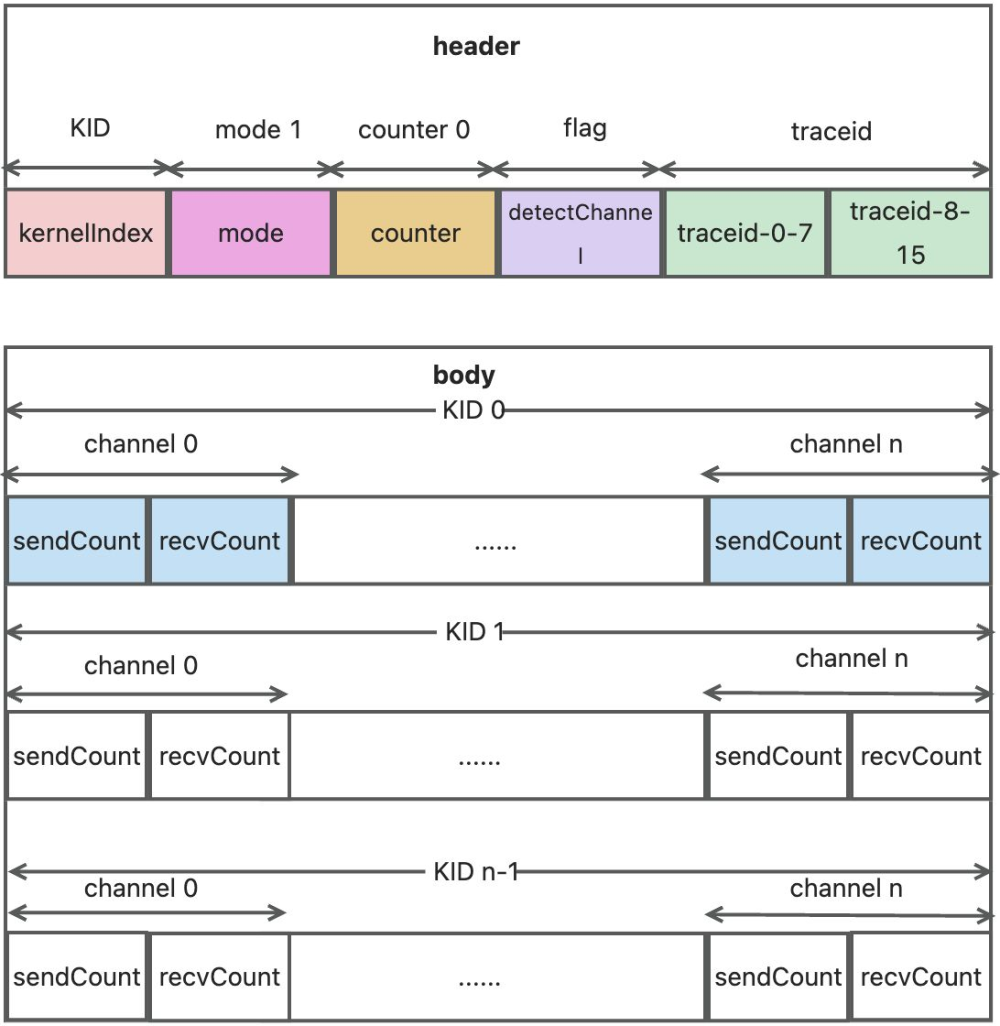 header
KID
mode 1
counter 0
flag
traceid
kernelIndex
mode
counter
detectChanne
l
traceid-0-7
traceid-8-
15
body
KID 0
channel 0
channel n
sendCount
recvCount
......
sendCount
recvCount
KID 1
channel 0
channel n
sendCount
recvCount
......
sendCount
recvCount
KID n-1
channel 0
channel n
sendCount
recvCount
......
sendCount
recvCount